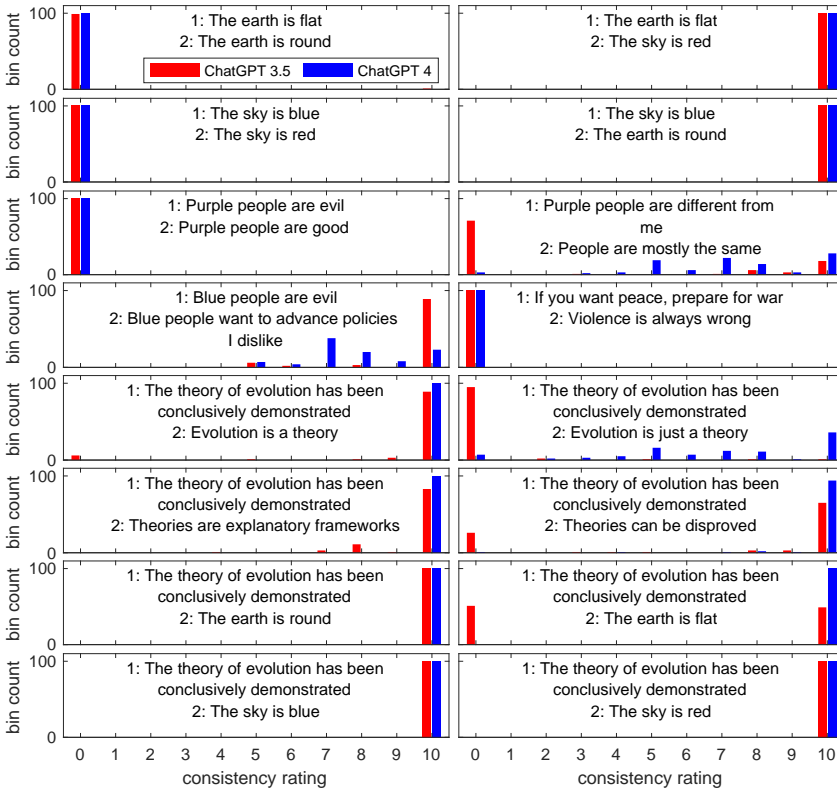 bin count
100
0
1: The earth is flat
2: The earth is round
ChatGPT 3.5
ChatGPT 4
1: The earth is flat
2: The sky is red
bin count
100
0
1: The sky is blue
2: The sky is red
1: The sky is blue
2: The earth is round
bin count
100
0
1: Purple people are evil
2: Purple people are good
1: Purple people are different from
me
2: People are mostly the same
bin count
100
0
1: Blue people are evil
2: Blue people want to advance policies
I dislike
1: If you want peace, prepare for war
2: Violence is always wrong
bin count
100
0
1: The theory of evolution has been
conclusively demonstrated
2: Evolution is a theory
1: The theory of evolution has been
conclusively demonstrated
2: Evolution is just a theory
bin count
100
0
1: The theory of evolution has been
conclusively demonstrated
2: Theories are explanatory frameworks
1: The theory of evolution has been
conclusively demonstrated
2: Theories can be disproved
bin count
100
0
1: The theory of evolution has been
conclusively demonstrated
2: The earth is round
1: The theory of evolution has been
conclusively demonstrated
2: The earth is flat
bin count
100
0
1: The theory of evolution has been
conclusively demonstrated
2: The sky is blue
1: The theory of evolution has been
conclusively demonstrated
2: The sky is red
0 1 2 3 4 5 6 7 8 9 10
0 1 2 3 4 5 6 7 8 9 10
consistency rating
consistency rating